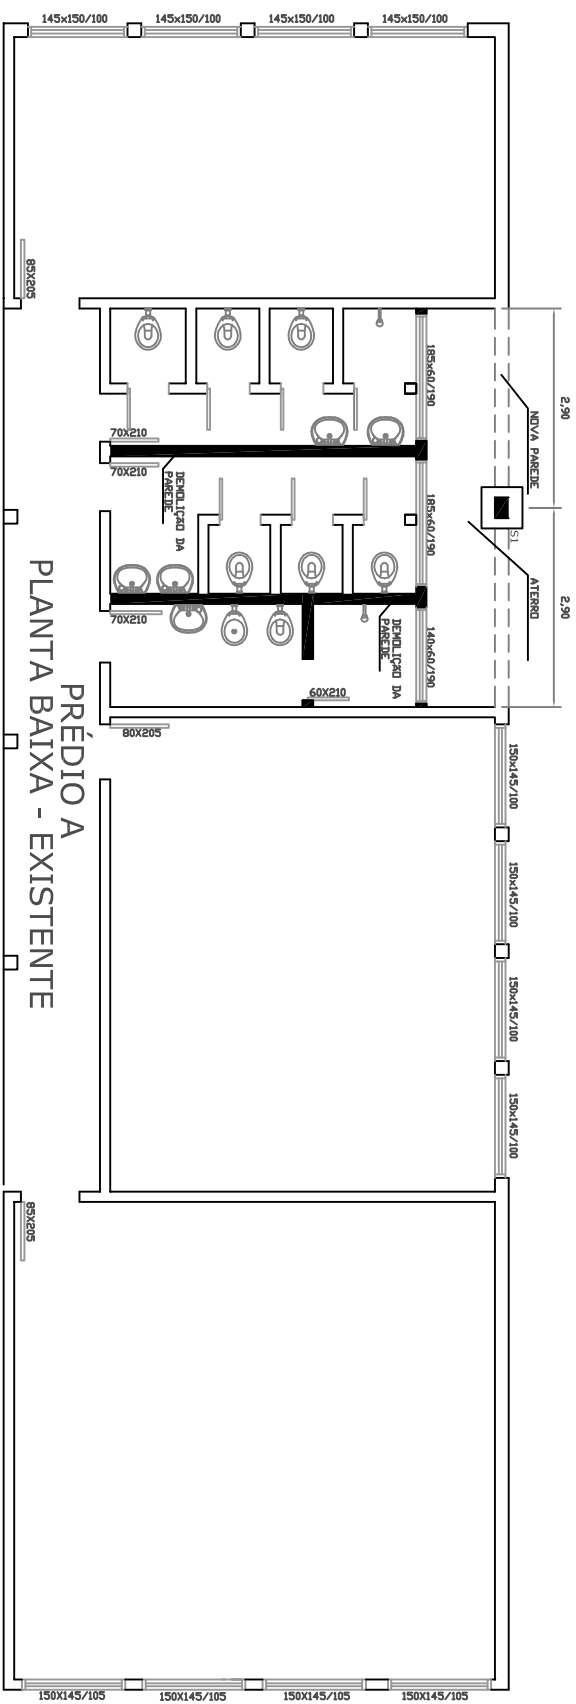 145x150/100
145x150/100
145x150/100
145x150/100
85X205
2,90
185x60/190
NOVA PAREDE
70X210
70X210
DEMOLIÇÃO DA
PAREDE
185x60/190
S1
ATERRO
2,90
70X210
DEMOLIÇÃO DA
PAREDE
140x60/190
60X210
80X205
PRÉDIO A
PLANTA BAIXA - EXISTENTE
150x145/100
150x145/100
150x145/100
150x145/100
85X205
150X145/105
150X145/105
150X145/105
150X145/105